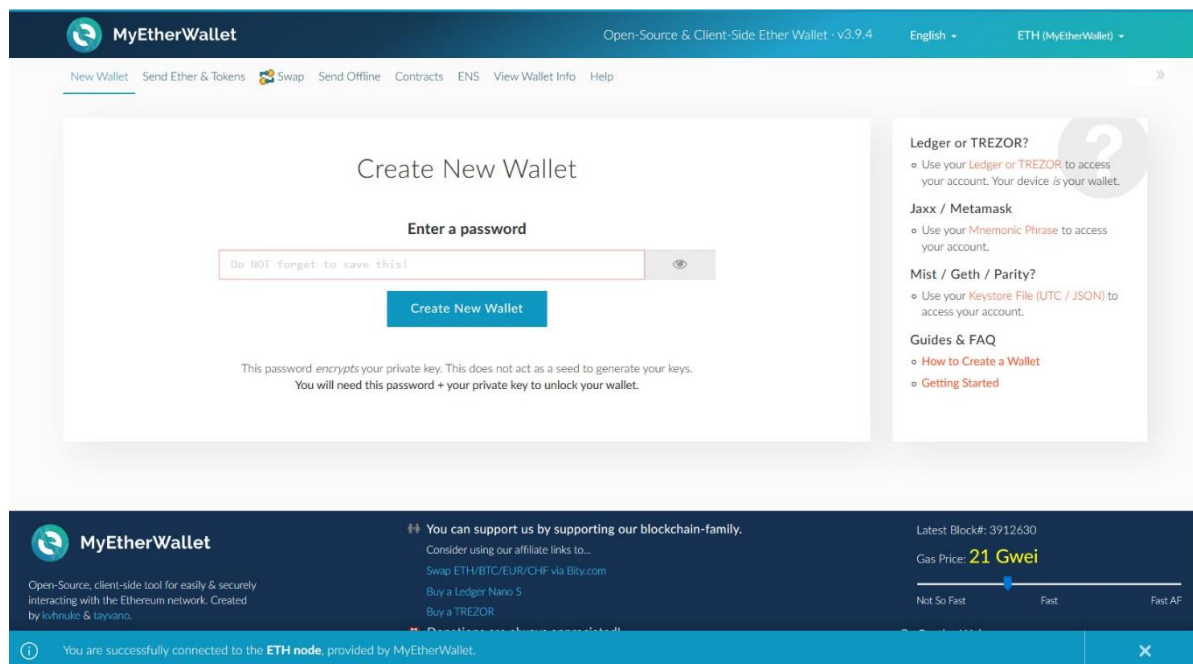 MyEtherWallet
Open-Source & Client-Side Ether Wallet · v3.9.4
English
ETH (MyEtherWallet)
New Wallet Send Ether & Tokens Swap Send Offline Contracts ENS View Wallet Info Help
Create New Wallet
Enter a password
Do NOT forget to save this!
Create New Wallet
This password encrypts your private key. This does not act as a seed to generate your keys.
You will need this password + your private key to unlock your wallet.
Ledger or TREZOR?
Use your Ledger or TREZOR to access
your account. Your device is your wallet.
Jaxx / Metamask
Use your Mnemonic Phrase to access
your account.
Mist / Geth / Parity?
Use your Keystore File (UTC / JSON) to
access your account.
Guides & FAQ
How to Create a Wallet
Getting Started
MyEtherWallet
Open-Source, client-side tool for easily & securely
interacting with the Ethereum network. Created
by kvhnuke & tayvano.
You can support us by supporting our blockchain-family.
Consider using our affiliate links to...
Swap ETH/BTC/EUR/CHF via Bity.com
Buy a Ledger Nano S
Buy a TREZOR
Latest Block#: 3912630
Gas Price: 21 Gwei
Not So Fast Fast Fast AF
You are successfully connected to the ETH node, provided by MyEtherWallet.